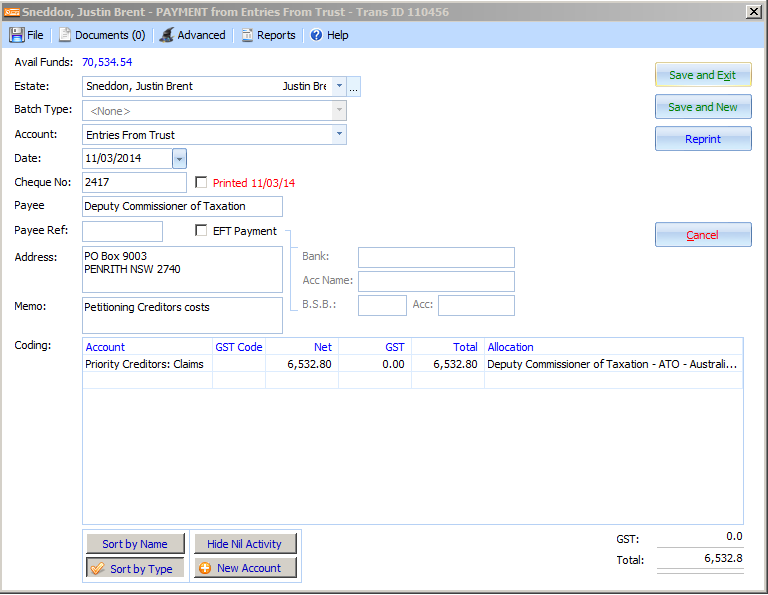 Sneddon, Justin Brent - PAYMENT from Entries From Trust - Trans ID 110456
File Documents (0) Advanced Reports Help
Avail Funds: 70,534.54
Estate: Sneddon, Justin Brent Justin Bre ...
Save and Exit
Batch Type: <None>
Save and New
Account: Entries From Trust
Reprint
Date: 11/03/2014
Cheque No: 2417 Printed 11/03/14
Payee Deputy Commissioner of Taxation
Payee Ref: EFT Payment
Cancel
Address: PO Box 9003
PENRITH NSW 2740
Bank:
Acc Name:
Memo: Petitioning Creditors costs
B.S.B.: Acc:
Coding:
Account GST Code Net GST Total Allocation
Priority Creditors: Claims 6,532.80 0.00 6,532.80 Deputy Commissioner of Taxation - ATO - Australi...
Sort by Name Hide Nil Activity
Sort by Type New Account
GST: 0.0
Total: 6,532.8